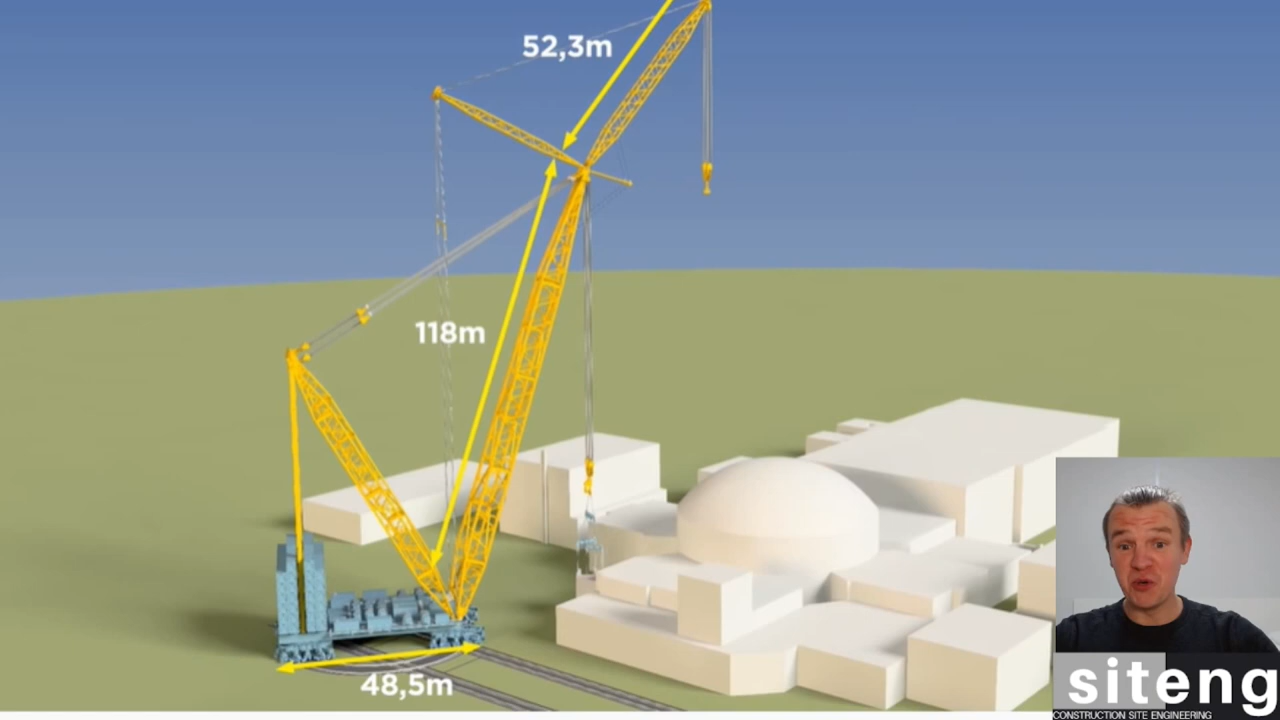 52,3m
118m
48,5m
siteng
CONSTRUCTION SITE ENGINEERING